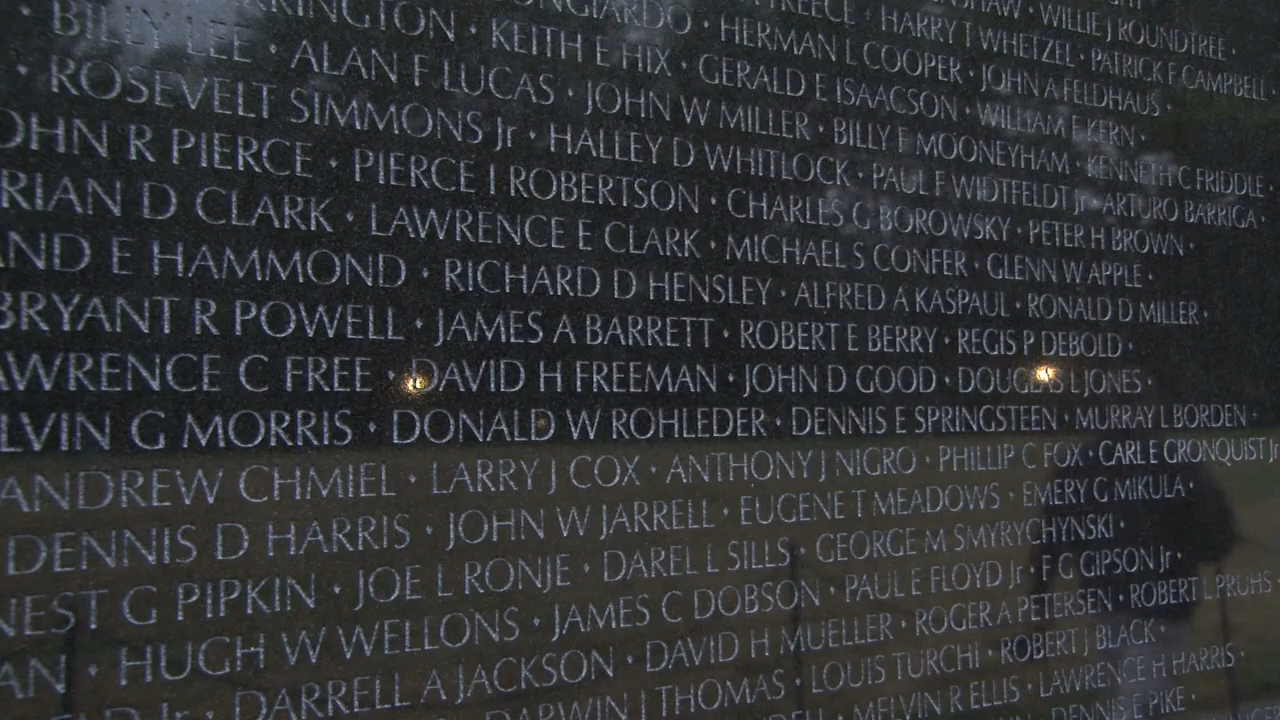 WILLIE J ROUNDTREE ·
HARRY T WHETZEL · PATRICK F CAMPBELL ·
· BILLY LEE · KEITH E HIX · HERMAN L COOPER · JOHN A FELDHAUS ·
· ALAN F LUCAS · GERALD E ISAACSON · WILLIAM E KERN ·
· ROSEVELT SIMMONS Jr · JOHN W MILLER · BILLY F MOONEYHAM · KENNETH C FRIDDLE ·
OHN R PIERCE · HALLEY D WHITLOCK · PAUL F WIDTFELDT Jr · ARTURO BARRIGA ·
RIAN D CLARK · PIERCE I ROBERTSON · CHARLES G BOROWSKY · PETER H BROWN ·
LAWRENCE E CLARK · MICHAEL S CONFER · GLENN W APPLE ·
AND E HAMMOND · RICHARD D HENSLEY · ALFRED A KASPAUL · RONALD D MILLER ·
BRYANT R POWELL · JAMES A BARRETT · ROBERT E BERRY · REGIS P DEBOLD ·
AWRENCE C FREE · DAVID H FREEMAN · JOHN D GOOD · DOUGLAS L JONES ·
LVIN G MORRIS · DONALD W ROHLEDER · DENNIS E SPRINGSTEEN · MURRAY L BORDEN ·
ANDREW CHMIEL · LARRY J COX · ANTHONY J NIGRO · PHILLIP C FOX · CARL E GRONQUIST Jr
DENNIS D HARRIS · JOHN W JARRELL · EUGENE T MEADOWS · EMERY G MIKULA ·
NEST G PIPKIN · JOE L RONJE · DAREL L SILLS · GEORGE M SMYRYCHYNSKI ·
AN · HUGH W WELLONS · JAMES C DOBSON · PAUL E FLOYD Jr · F G GIPSON Jr ·
DARRELL A JACKSON · DAVID H MUELLER · ROGER A PETERSEN · ROBERT L PRUHS
DARWIN J THOMAS · LOUIS TURCHI · ROBERT J BLACK ·
MELVIN R ELLIS · LAWRENCE H HARRIS ·
DENNIS E PIKE ·